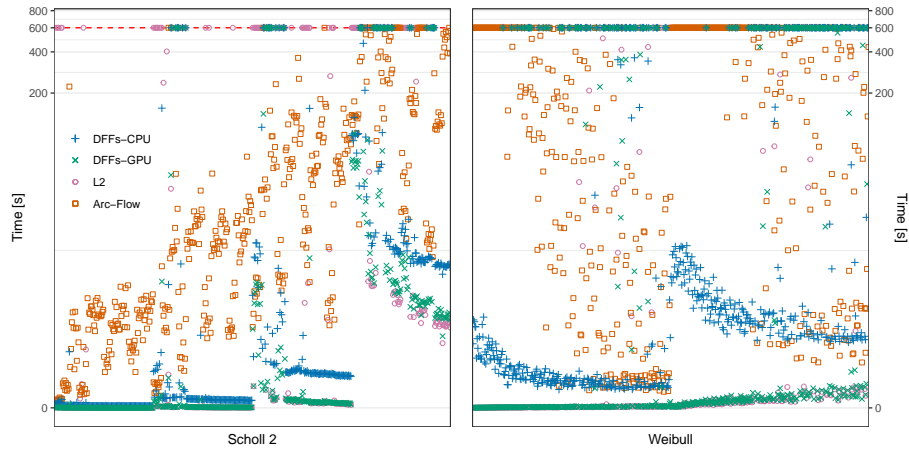 800
600
400
200
0
Time [s]
DFFs−CPU
DFFs−GPU
L2
Arc−Flow
Scholl 2
Weibull
800
600
400
200
0
Time [s]